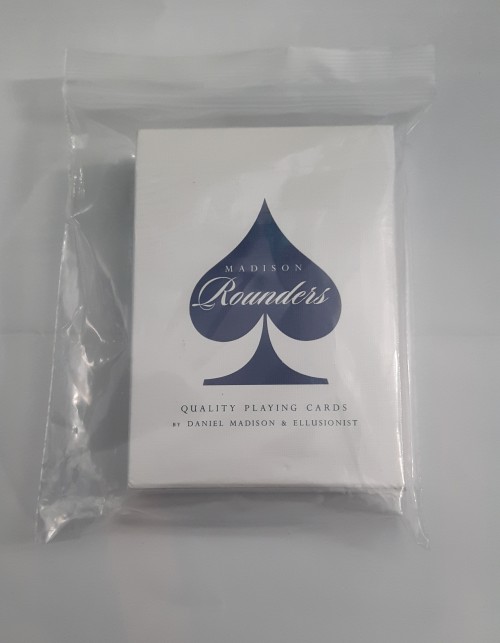 MADISON
Rounders
QUALITY PLAYING CARDS
BY DANIEL MADISON & ELLUSIONIST